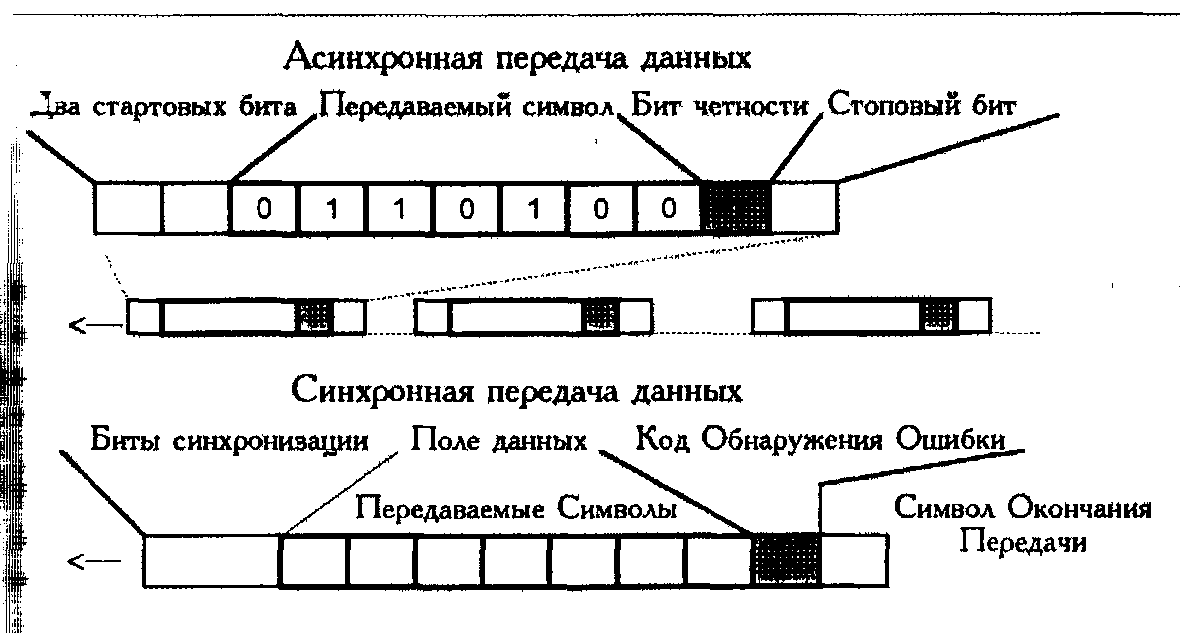 Асинхронная передача данных
Два стартовых бита Передаваемый символ Бит четности Стоповый бит
0 1 1 0 1 0 0
Синхронная передача данных
Биты синхронизации Поле данных Код Обнаружения Ошибки
Передаваемые Символы Символ Окончания
Передачи